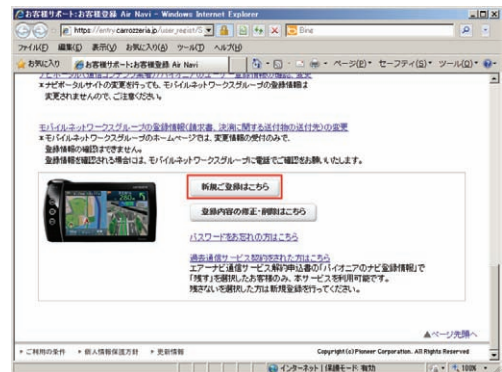 お客様サポート:お客様登録 Air Navi - Windows Internet Explorer
https://entry.carrozzeria.jp/user_regist/S
Bing
ファイル(F) 編集(E) 表示(V) お気に入り(A) ツール(T) ヘルプ(H)
お気に入り お客様サポート:お客様登録 Air Navi ページ(P) セーフティ(S) ツール(O)
※ナビポータルサイトの変更を行っても、モバイルネットワークスグループの登録情報は
変更されませんので、ご注意ください。
モバイルネットワークスグループの登録情報(請求書、決済に関する送付物の送付先)の変更
※モバイルネットワークスグループのホームページでは、変更情報の受付のみで、
登録情報の確認はできません。
登録情報を確認される場合には、モバイルネットワークスグループに電話でご確認をお願いいたします。
新規ご登録はこちら
登録内容の修正・削除はこちら
パスワードをお忘れの方はこちら
過去通信サービス契約をされた方はこちら
エアーナビ通信サービス解約申込書の「パイオニアのナビ登録情報」で
「残す」を選択したお客様のみ、本サービスを利用可能です。
残さないを選択した方は新規登録を行ってください。
▲ページ先頭へ
ご利用の条件 個人情報保護方針 更新情報 Copyright (c) Pioneer Corporation. All Rights Reserved
インターネット | 保護モード: 有効 100%